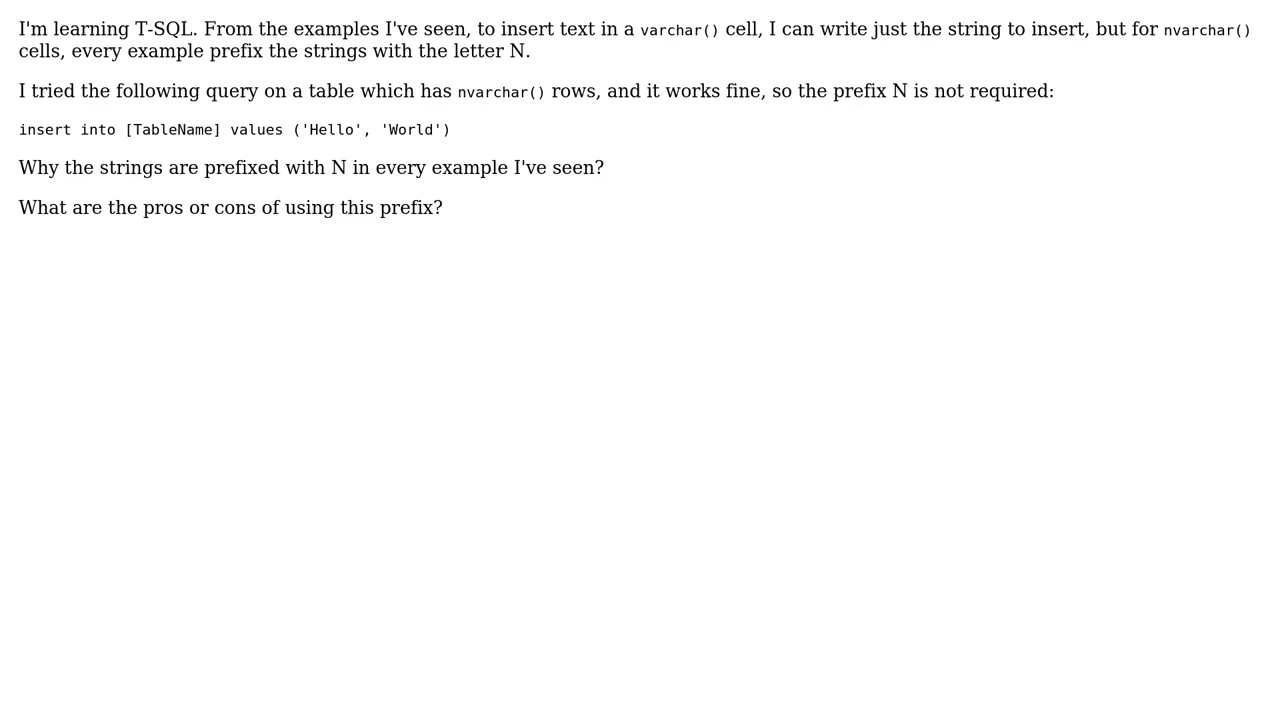 I'm learning T-SQL. From the examples I've seen, to insert text in a varchar() cell, I can write just the string to insert, but for nvarchar()
cells, every example prefix the strings with the letter N.
I tried the following query on a table which has nvarchar() rows, and it works fine, so the prefix N is not required:
insert into [TableName] values ('Hello', 'World')
Why the strings are prefixed with N in every example I've seen?
What are the pros or cons of using this prefix?